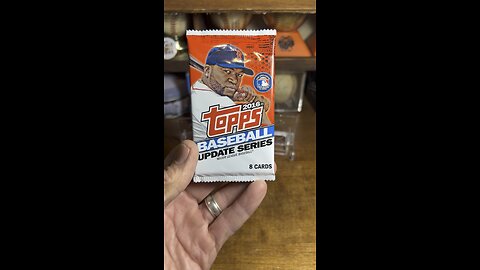 2016
TOPPS
BASEBALL
UPDATE SERIES
8 CARDS